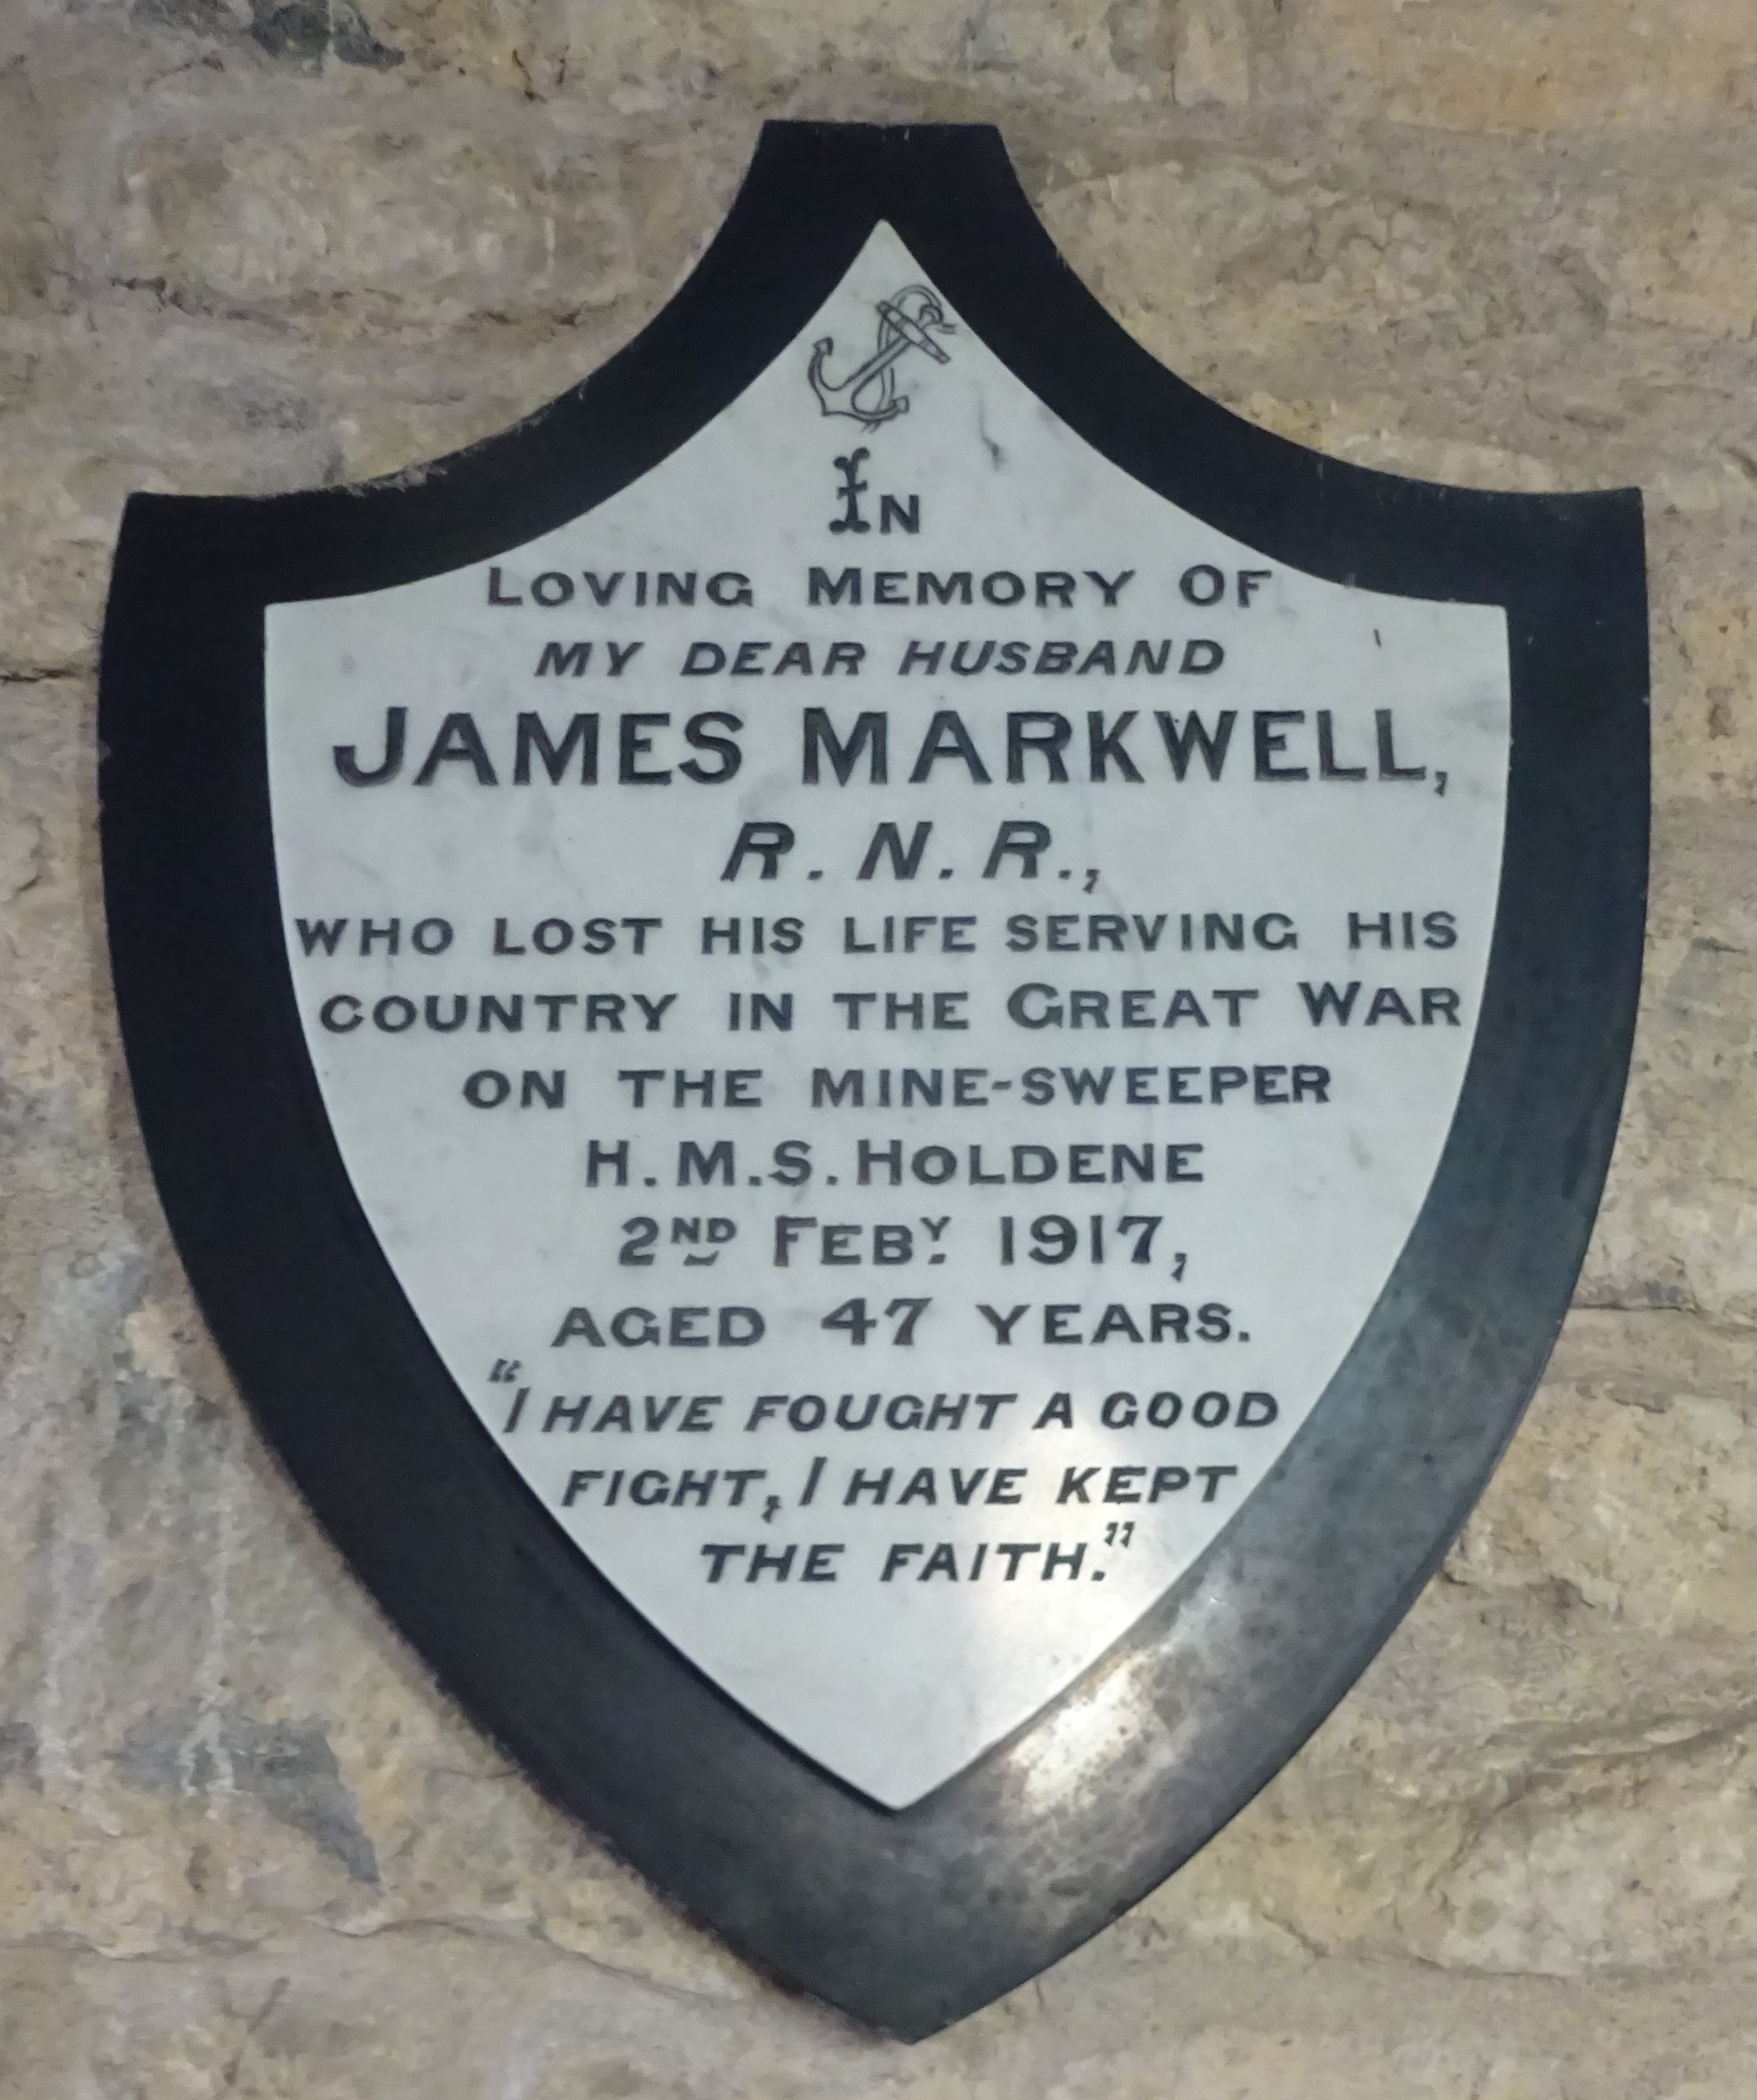 In
Loving Memory Of
MY DEAR HUSBAND
JAMES MARKWELL,
R. N. R.,
WHO LOST HIS LIFE SERVING HIS
COUNTRY IN THE GREAT WAR
ON THE MINE-SWEEPER
H.M.S. HOLDENE
2ND FEBY. 1917,
AGED 47 YEARS.
"I HAVE FOUGHT A GOOD
FIGHT, I HAVE KEPT
THE FAITH."